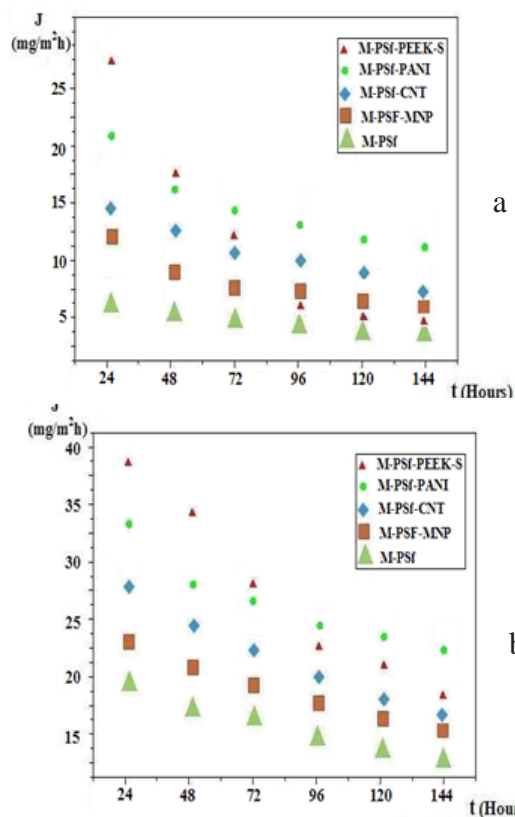 J
(mg/m²h)
25
20
15
10
5
24 48 72 96 120 144
t (Hours)
M-PSf-PEEK-S
M-PSf-PANI
M-PSf-CNT
M-PSF-MNP
M-PSf
a
J
(mg/m²h)
40
35
30
25
20
15
24 48 72 96 120 144
t (Hour
M-PSf-PEEK-S
M-PSf-PANI
M-PSf-CNT
M-PSF-MNP
M-PSf
b